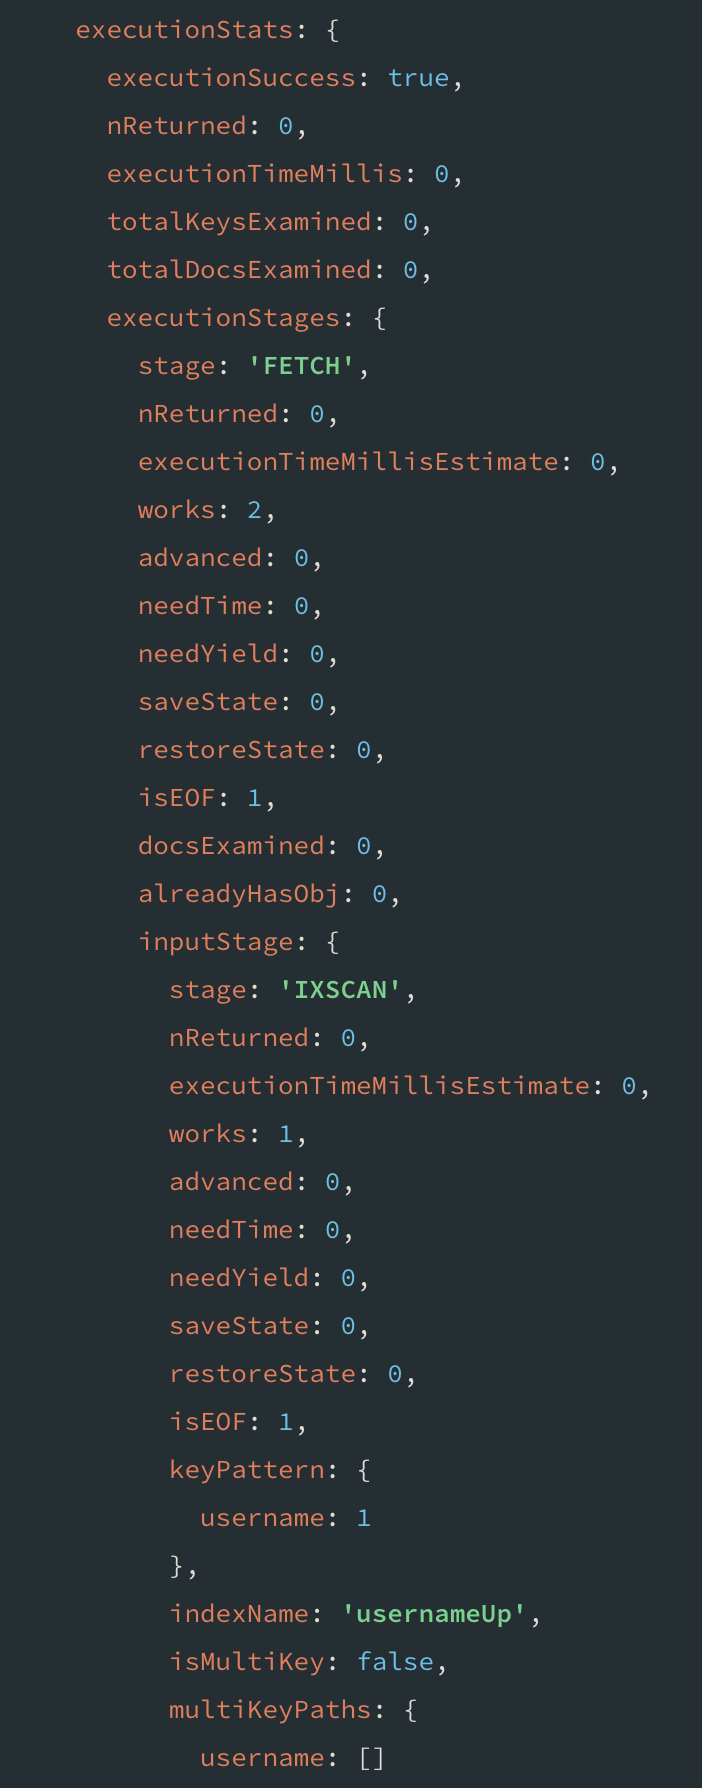 executionStats: {
executionSuccess: true,
nReturned: 0,
executionTimeMillis: 0,
totalKeysExamined: 0,
totalDocsExamined: 0,
executionStages: {
stage: 'FETCH',
nReturned: 0,
executionTimeMillisEstimate: 0,
works: 2,
advanced: 0,
needTime: 0,
needYield: 0,
saveState: 0,
restoreState: 0,
isEOF: 1,
docsExamined: 0,
alreadyHasObj: 0,
inputStage: {
stage: 'IXSCAN',
nReturned: 0,
executionTimeMillisEstimate: 0,
works: 1,
advanced: 0,
needTime: 0,
needYield: 0,
saveState: 0,
restoreState: 0,
isEOF: 1,
keyPattern: {
username: 1
},
indexName: 'usernameUp',
isMultiKey: false,
multiKeyPaths: {
username: []